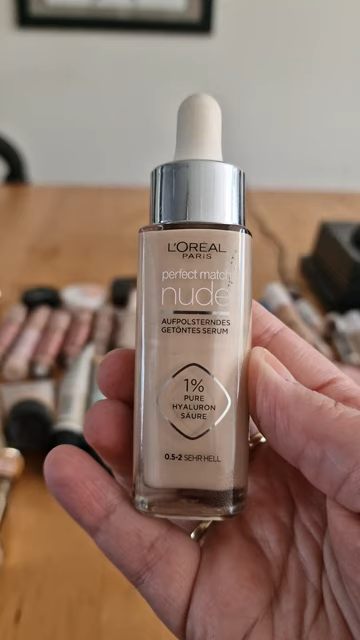 L'ORÉAL
PARIS
perfect match
nude
AUFPOLSTERNDES
GETÖNTES SERUM
1%
PURE
HYALURON
SÄURE
0.5-2 SEHR HELL